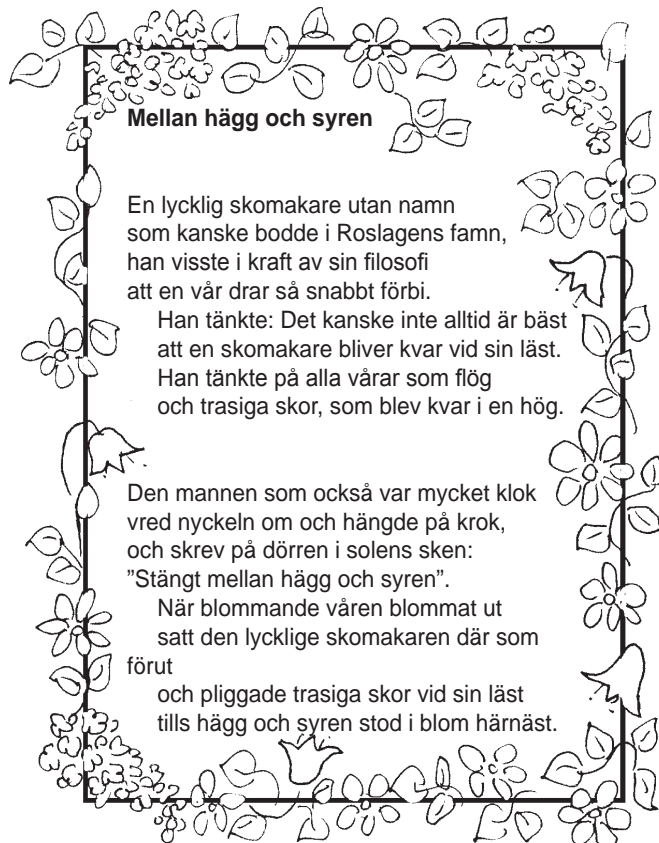 Mellan hägg och syren
En lycklig skomakare utan namn
som kanske bodde i Roslagens famn,
han visste i kraft av sin filosofi
att en vår drar så snabbt förbi.
Han tänkte: Det kanske inte alltid är bäst
att en skomakare bliver kvar vid sin läst.
Han tänkte på alla vårar som flög
och trasiga skor, som blev kvar i en hög.
Den mannen som också var mycket klok
vred nyckeln om och hängde på krok,
och skrev på dörren i solens sken:
”Stängt mellan hägg och syren”.
När blommande våren blommat ut
satt den lycklige skomakaren där som
förut
och pliggade trasiga skor vid sin läst
tills hägg och syren stod i blom härnäst.